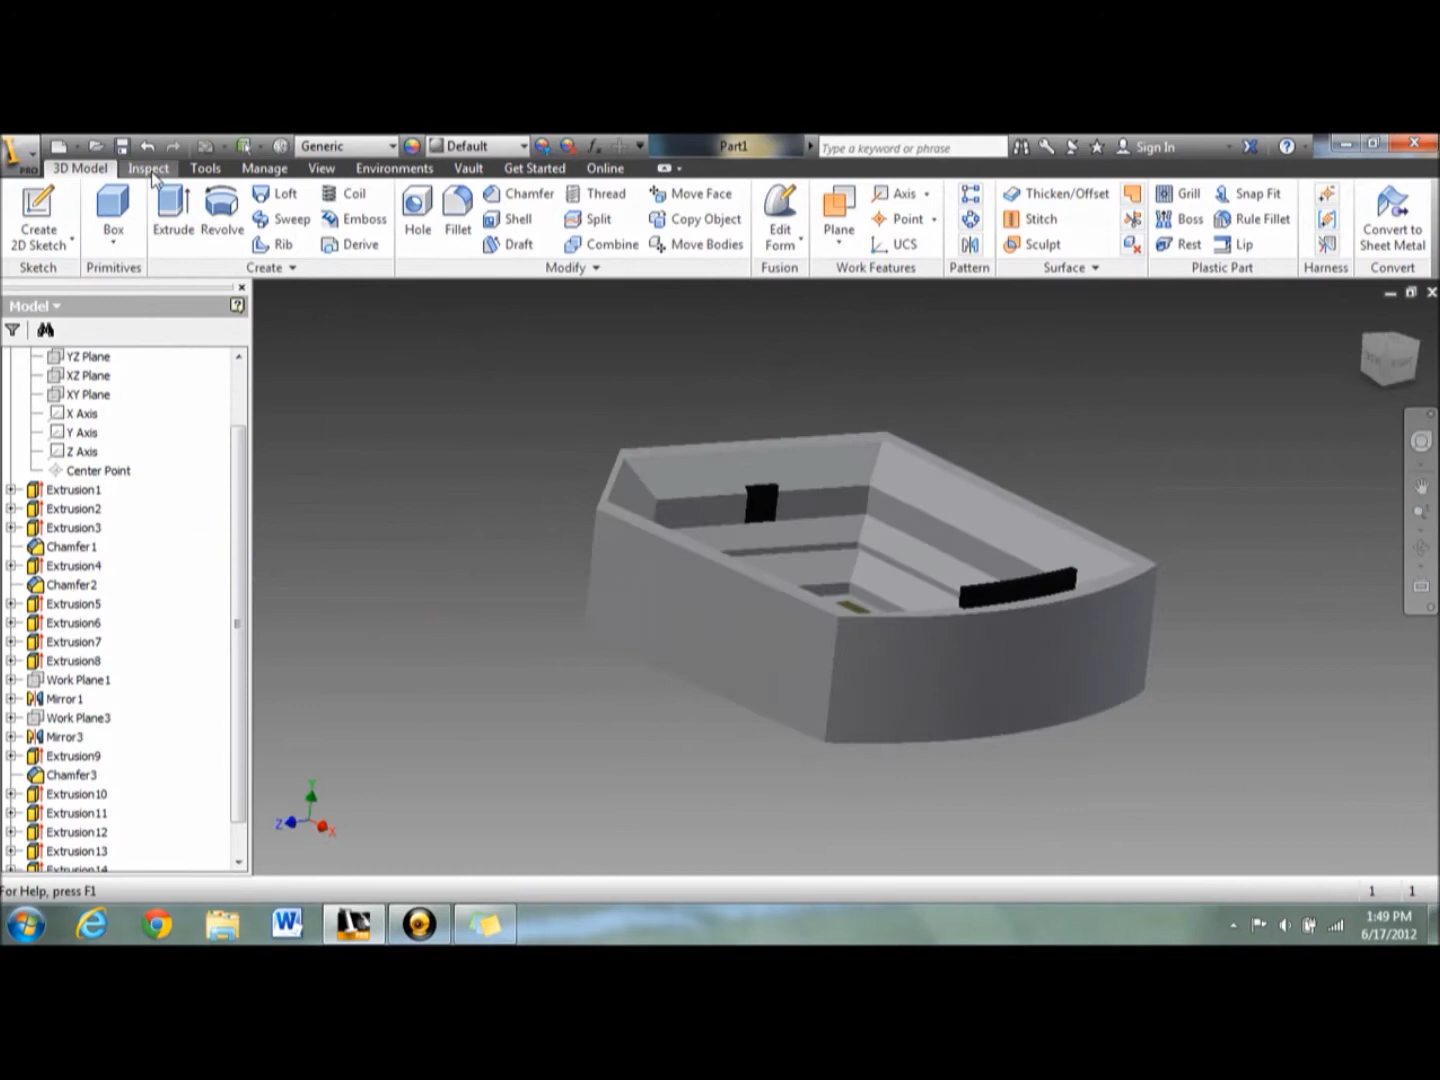 Generic
Default
Part1
Type a keyword or phrase
Sign In
PRO
3D Model
Inspect
Tools
Manage
View
Environments
Vault
Get Started
Online
Create
2D Sketch
Box
Extrude
Revolve
Loft
Sweep
Rib
Coil
Emboss
Derive
Hole
Fillet
Chamfer
Shell
Draft
Thread
Split
Combine
Move Face
Copy Object
Move Bodies
Edit
Form
Plane
Axis
Point
UCS
Thicken/Offset
Stitch
Sculpt
Grill
Boss
Rest
Snap Fit
Rule Fillet
Lip
Convert to
Sheet Metal
Sketch
Primitives
Create
Modify
Fusion
Work Features
Pattern
Surface
Plastic Part
Harness
Convert
Model
YZ Plane
XZ Plane
XY Plane
X Axis
Y Axis
Z Axis
Center Point
Extrusion1
Extrusion2
Extrusion3
Chamfer1
Extrusion4
Chamfer2
Extrusion5
Extrusion6
Extrusion7
Extrusion8
Work Plane1
Mirror1
Work Plane3
Mirror3
Extrusion9
Chamfer3
Extrusion10
Extrusion11
Extrusion12
Extrusion13
Extrusion14
Y
Z
X
For Help, press F1
1 1
1:49 PM
6/17/2012